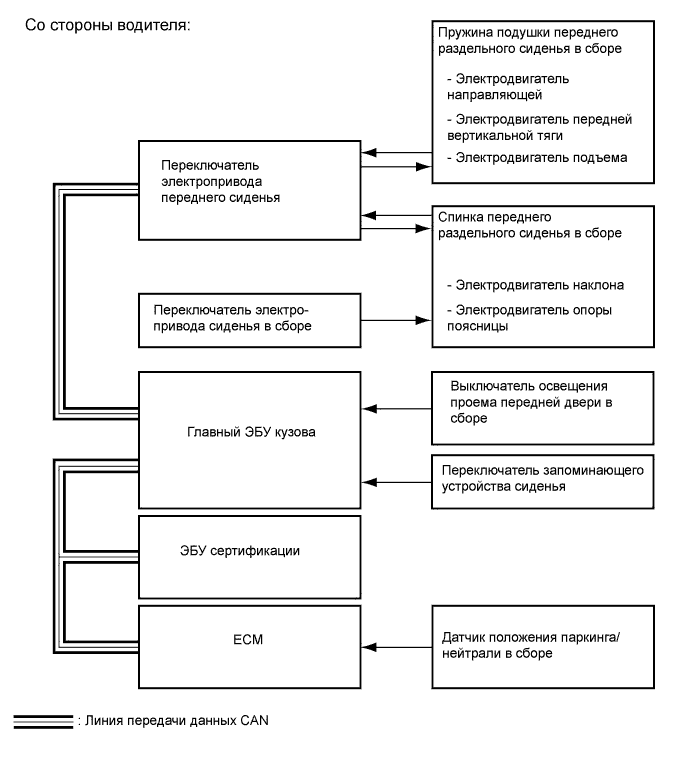 Со стороны водителя:
Пружина подушки переднего
раздельного сиденья в сборе
- Электродвигатель
направляющей
- Электродвигатель передней
вертикальной тяги
- Электродвигатель подъема
Переключатель
электропривода
переднего сиденья
Спинка переднего
раздельного сиденья в сборе
- Электродвигатель наклона
- Электродвигатель опоры
поясницы
Переключатель электро-
привода сиденья в сборе
Выключатель освещения
проема передней двери в
сборе
Главный ЭБУ кузова
Переключатель запоминающего
устройства сиденья
ЭБУ сертификации
ECM
Датчик положения паркинга/
нейтрали в сборе
: Линия передачи данных CAN